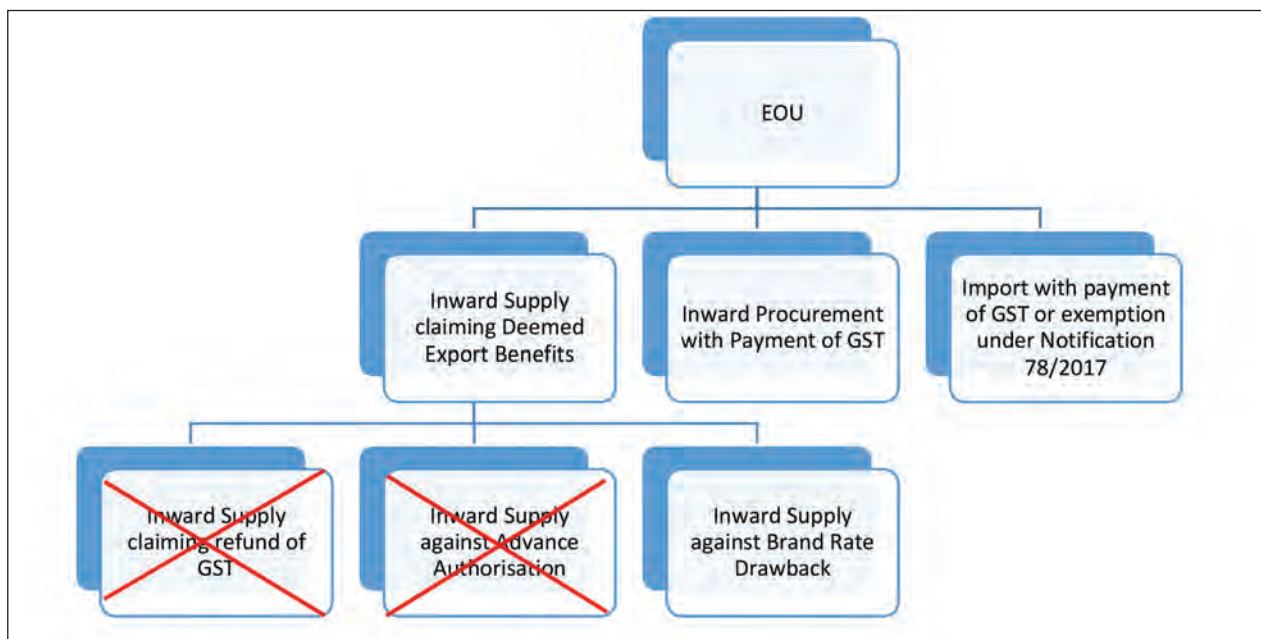 EOU
Inward Supply
claiming Deemed
Export Benefits
Inward Procurement
with Payment of GST
Import with payment
of GST or exemption
under Notification
78/2017
Inward Supply
claiming refund of
GST
Inward Supply
against Advance
Authorisation
Inward Supply
against Brand Rate
Drawback